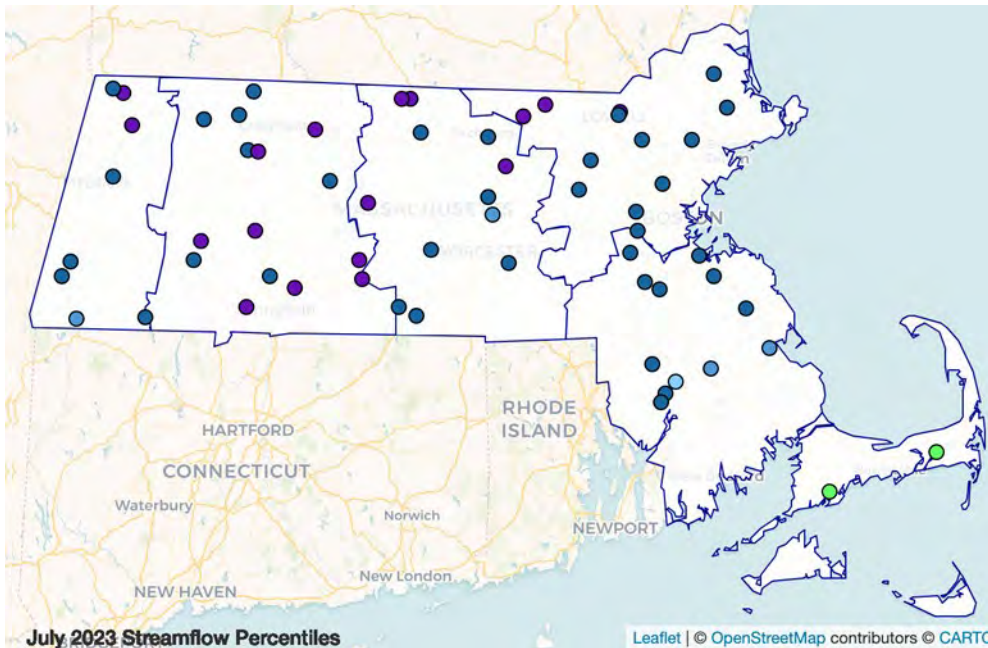 LOWELL
MASSACHUSETTS
BOSTON
WORCESTER
RHODE
ISLAND
HARTFORD
CONNECTICUT
Waterbury
Norwich
NEWPORT
New London
NEW HAVEN
July 2023 Streamflow Percentiles
Leaflet | © OpenStreetMap contributors © CARTO